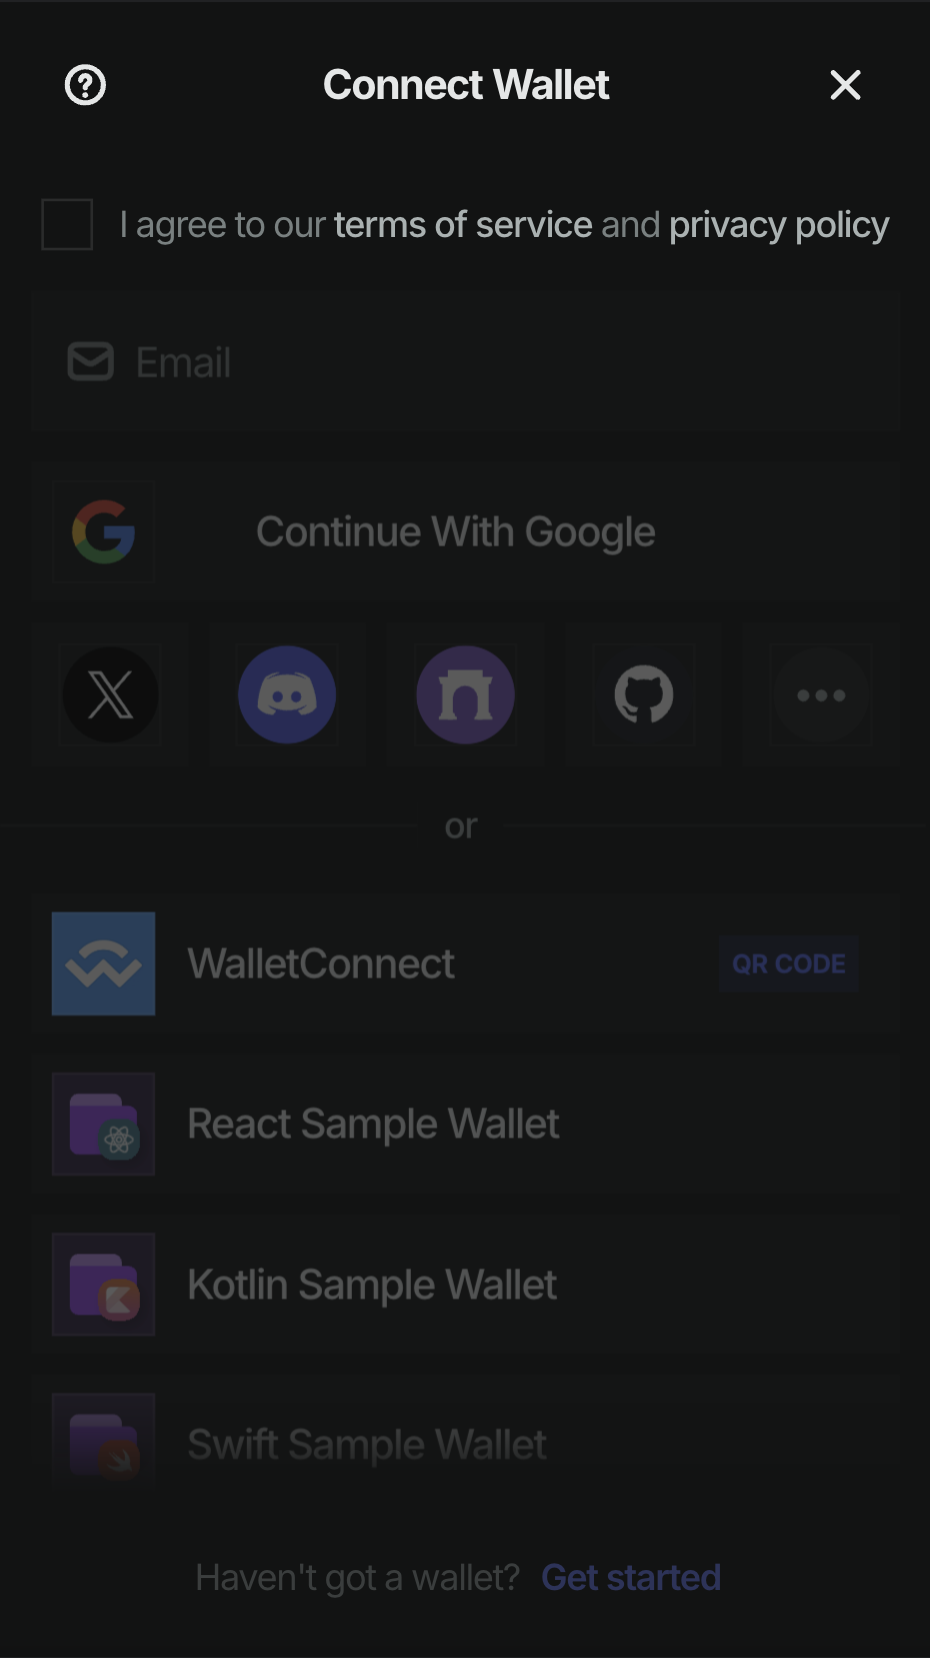 Connect Wallet
I agree to our terms of service and privacy policy
Email
Continue With Google
or
WalletConnect
QR CODE
React Sample Wallet
Kotlin Sample Wallet
Swift Sample Wallet
Haven't got a wallet? Get started